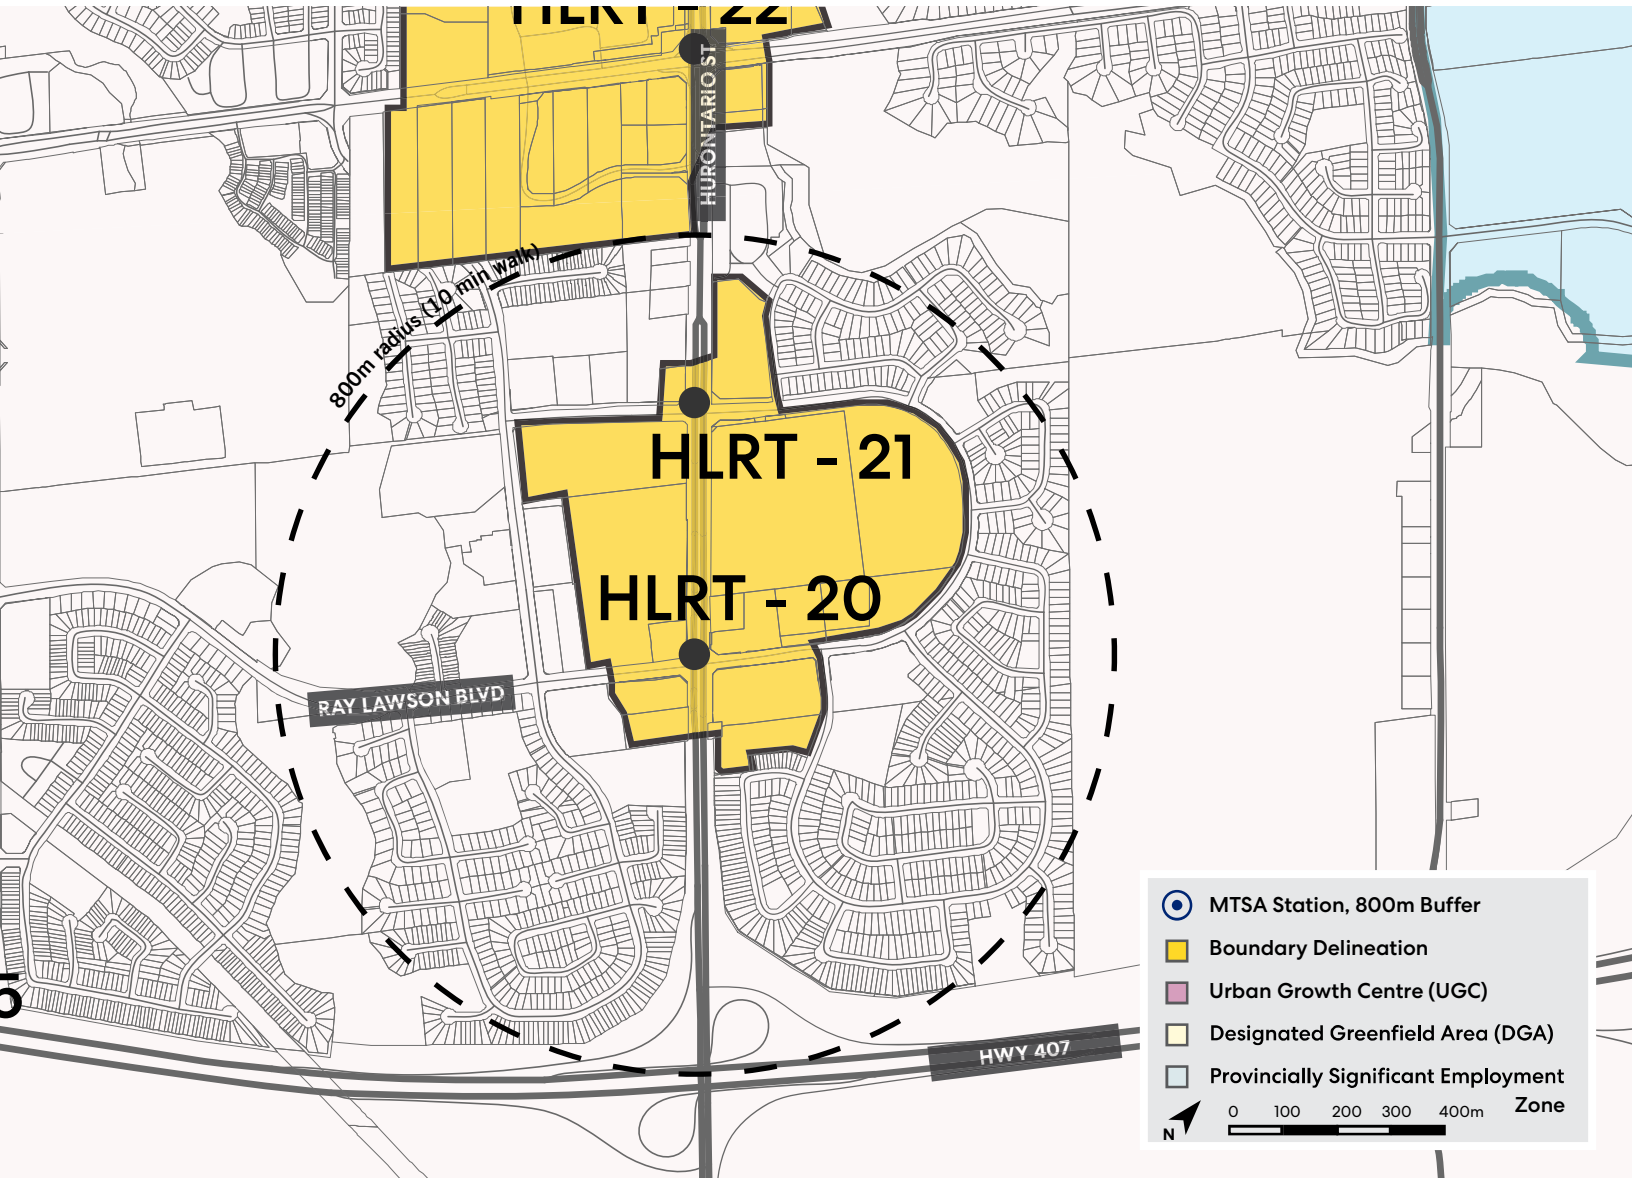 HLRT - 22
HURONTARIO ST
800m radius (10 min walk)
HLRT - 21
HLRT - 20
RAY LAWSON BLVD
5
HWY 407
MTSA Station, 800m Buffer
Boundary Delineation
Urban Growth Centre (UGC)
Designated Greenfield Area (DGA)
Provincially Significant Employment
Zone
N
0 100 200 300 400m